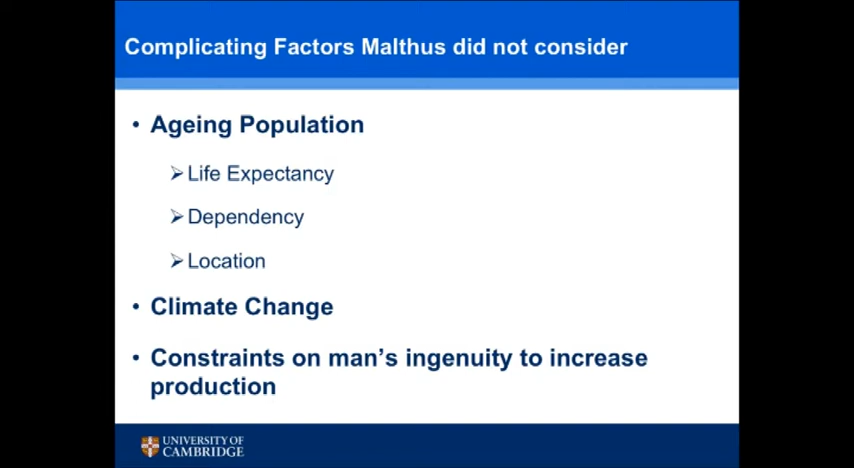 Complicating Factors Malthus did not consider
• Ageing Population
➢ Life Expectancy
➢ Dependency
➢ Location
• Climate Change
• Constraints on man’s ingenuity to increase
production
UNIVERSITY OF
CAMBRIDGE